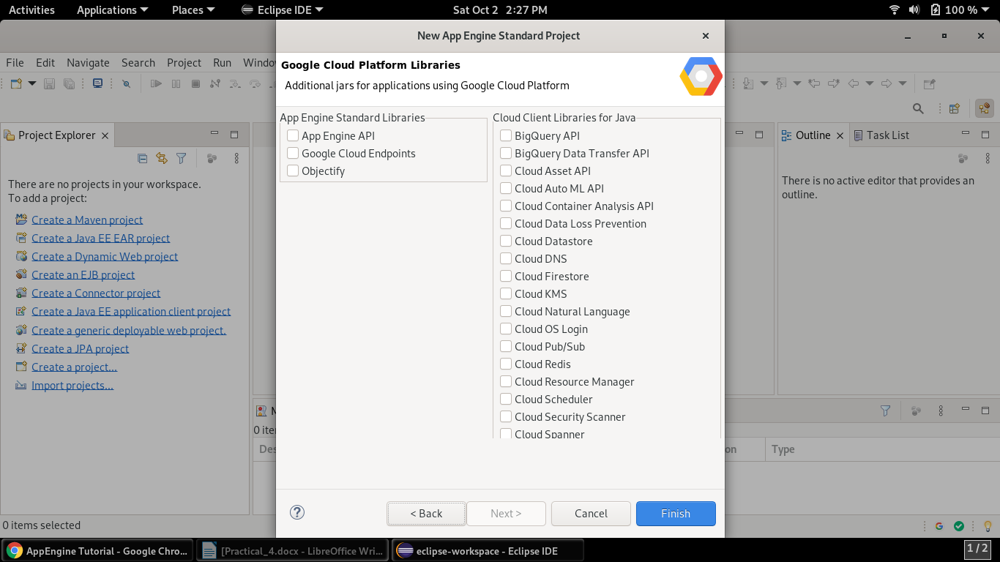 Activities Applications Places Eclipse IDE Sat Oct 2 2:27 PM 100 %
New App Engine Standard Project
File Edit Navigate Search Project Run
Google Cloud Platform Libraries
Additional jars for applications using Google Cloud Platform
Project Explorer
There are no projects in your workspace.
To add a project:
Create a Maven project
Create a Java EE EAR project
Create a Dynamic Web project
Create an EJB project
Create a Connector project
Create a Java EE application client project
Create a generic deployable web project.
Create a JPA project
Create a project...
Import projects...
App Engine Standard Libraries
App Engine API
Google Cloud Endpoints
Objectify
Cloud Client Libraries for Java
BigQuery API
BigQuery Data Transfer API
Cloud Asset API
Cloud Auto ML API
Cloud Container Analysis API
Cloud Data Loss Prevention
Cloud Datastore
Cloud DNS
Cloud Firestore
Cloud KMS
Cloud Natural Language
Cloud OS Login
Cloud Pub/Sub
Cloud Redis
Cloud Resource Manager
Cloud Scheduler
Cloud Security Scanner
Cloud Spanner
Outline Task List
There is no active editor that provides an
outline.
Type
? < Back Next > Cancel Finish
0 items selected
AppEngine Tutorial - Google Chro... [Practical_4.docx - LibreOffice Wri... eclipse-workspace - Eclipse IDE 1 / 2